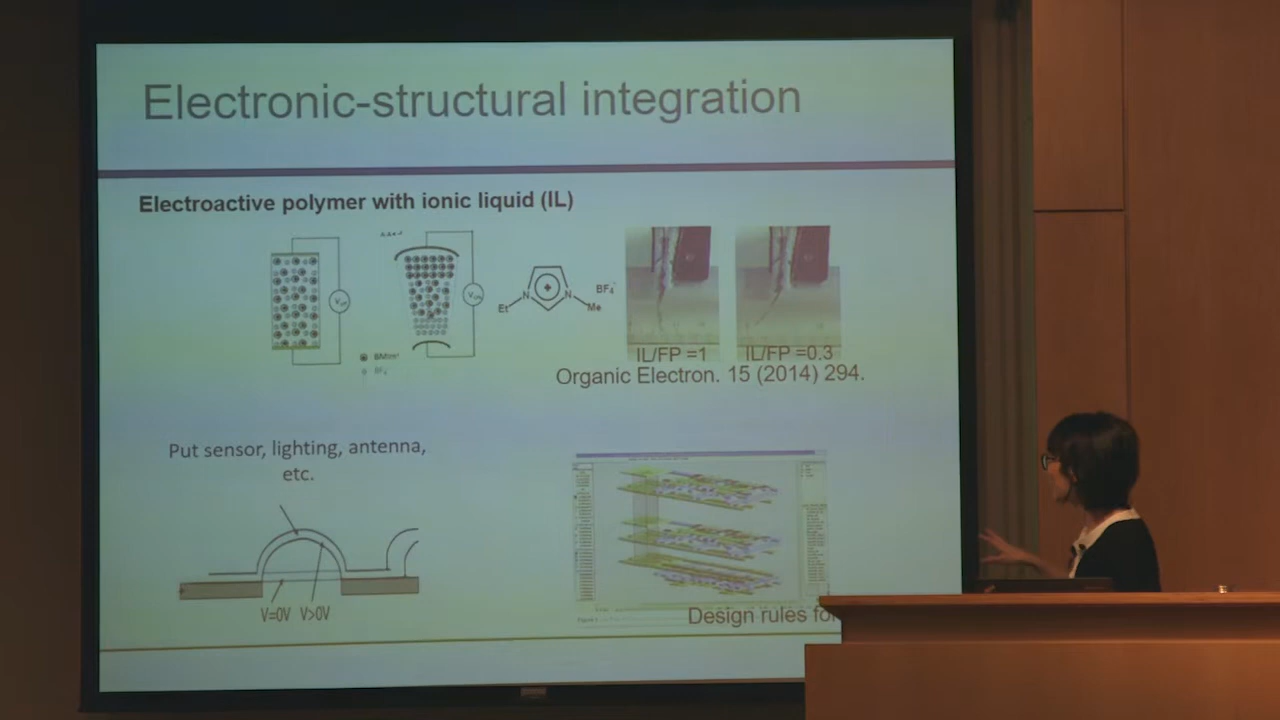 Electronic-structural integration
Electroactive polymer with ionic liquid (IL)
BF₄⁻
Et
N
N
Me
IL/FP =1
IL/FP =0.3
Organic Electron. 15 (2014) 294.
Put sensor, lighting, antenna,
etc.
V=0V V>0V
Design rules for